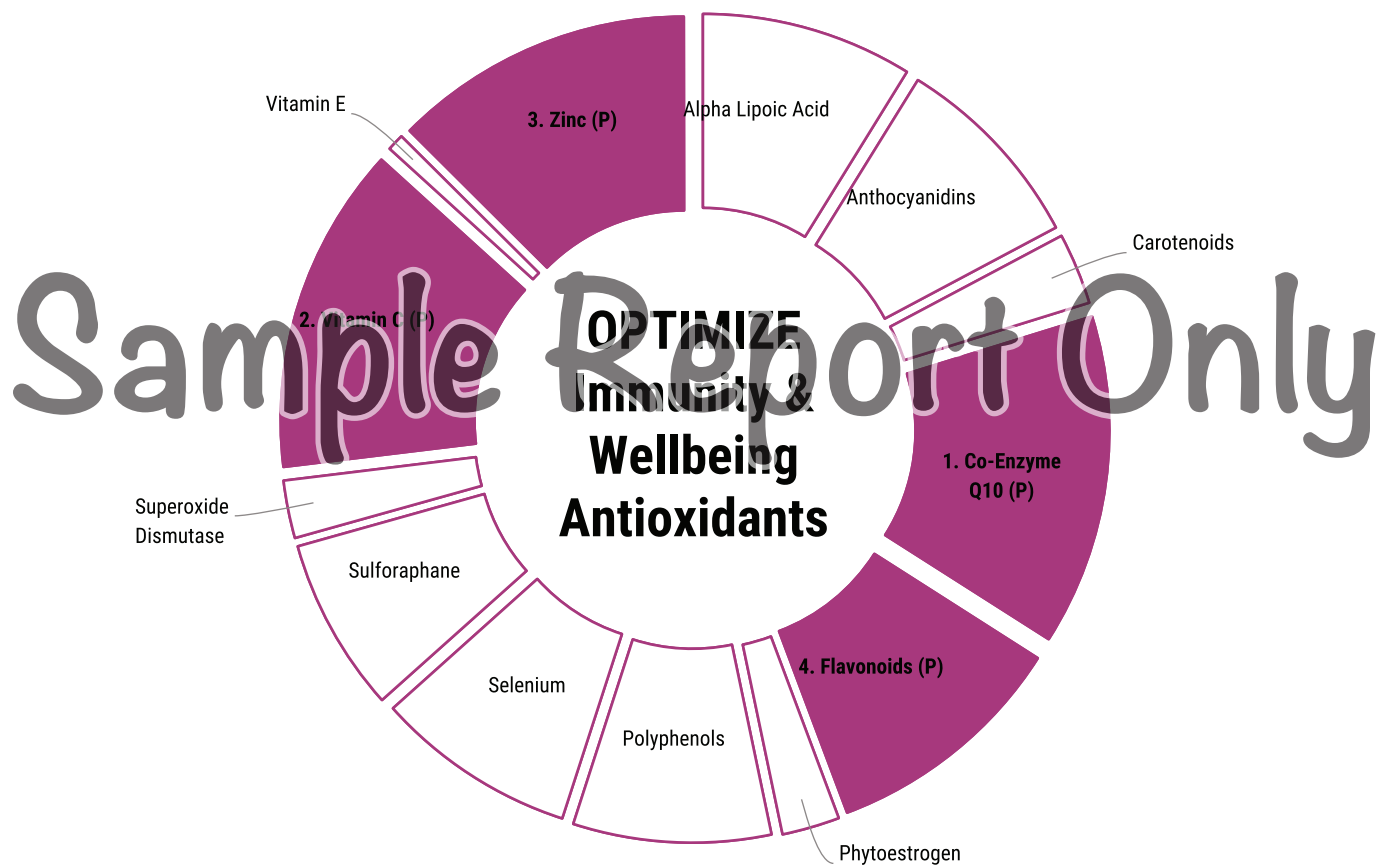 Vitamin E
3. Zinc (P)
Alpha Lipoic Acid
Anthocyanidins
Carotenoids
2. Vitamin C (P)
Sample Report Only
OPTIMIZE
Immunity &
Wellbeing
Antioxidants
1. Co-Enzyme
Q10 (P)
Superoxide
Dismutase
Sulforaphane
4. Flavonoids (P)
Selenium
Polyphenols
Phytoestrogen